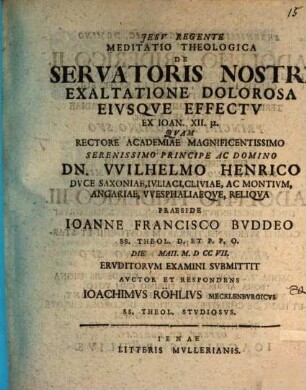 15
JESV REGENTE
MEDITATIO THEOLOGICA
DE
SERVATORIS NOSTRI
EXALTATIONE DOLOROSA
EIVSQVE EFFECTV
EX IOAN. XII. 32.
QVAM
RECTORE ACADEMIAE MAGNIFICENTISSIMO
SERENISSIMO PRINCIPE AC DOMINO
DN. VVILHELMO HENRICO
DVCE SAXONIAE, IVLIACI, CLIVIAE, AC MONTIVM,
ANGARIAE, VVESPHALIAEQVE, RELIQVA
PRAESIDE
IOANNE FRANCISCO BVDDEO
SS. THEOL. D. ET P. P. O.
DIE MAII. M. D CC VII.
ERVDITORVM EXAMINI SVBMITTIT
AVCTOR ET RESPONDENS
IOACHIMVS RÖHLIVS MECKLENBVRGICVS
SS. THEOL. STVDIOSVS.
IENAE
LITTERIS MVLLERIANIS.